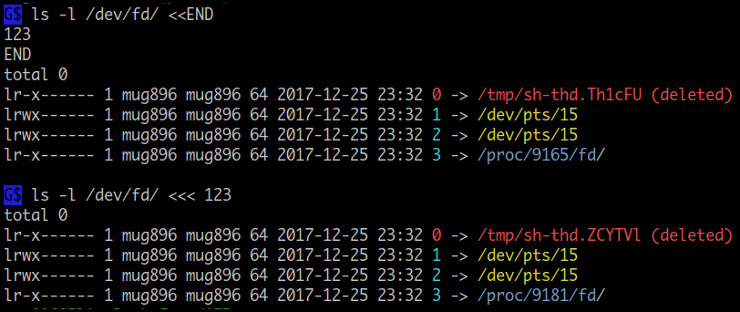 G$ ls -l /dev/fd/ <<END
123
END
total 0
lr-x------ 1 mug896 mug896 64 2017-12-25 23:32 0 -> /tmp/sh-thd.Th1cFU (deleted)
lrwx------ 1 mug896 mug896 64 2017-12-25 23:32 1 -> /dev/pts/15
lrwx------ 1 mug896 mug896 64 2017-12-25 23:32 2 -> /dev/pts/15
lr-x------ 1 mug896 mug896 64 2017-12-25 23:32 3 -> /proc/9165/fd/
G$ ls -l /dev/fd/ <<< 123
total 0
lr-x------ 1 mug896 mug896 64 2017-12-25 23:32 0 -> /tmp/sh-thd.ZCYTVl (deleted)
lrwx------ 1 mug896 mug896 64 2017-12-25 23:32 1 -> /dev/pts/15
lrwx------ 1 mug896 mug896 64 2017-12-25 23:32 2 -> /dev/pts/15
lr-x------ 1 mug896 mug896 64 2017-12-25 23:32 3 -> /proc/9181/fd/